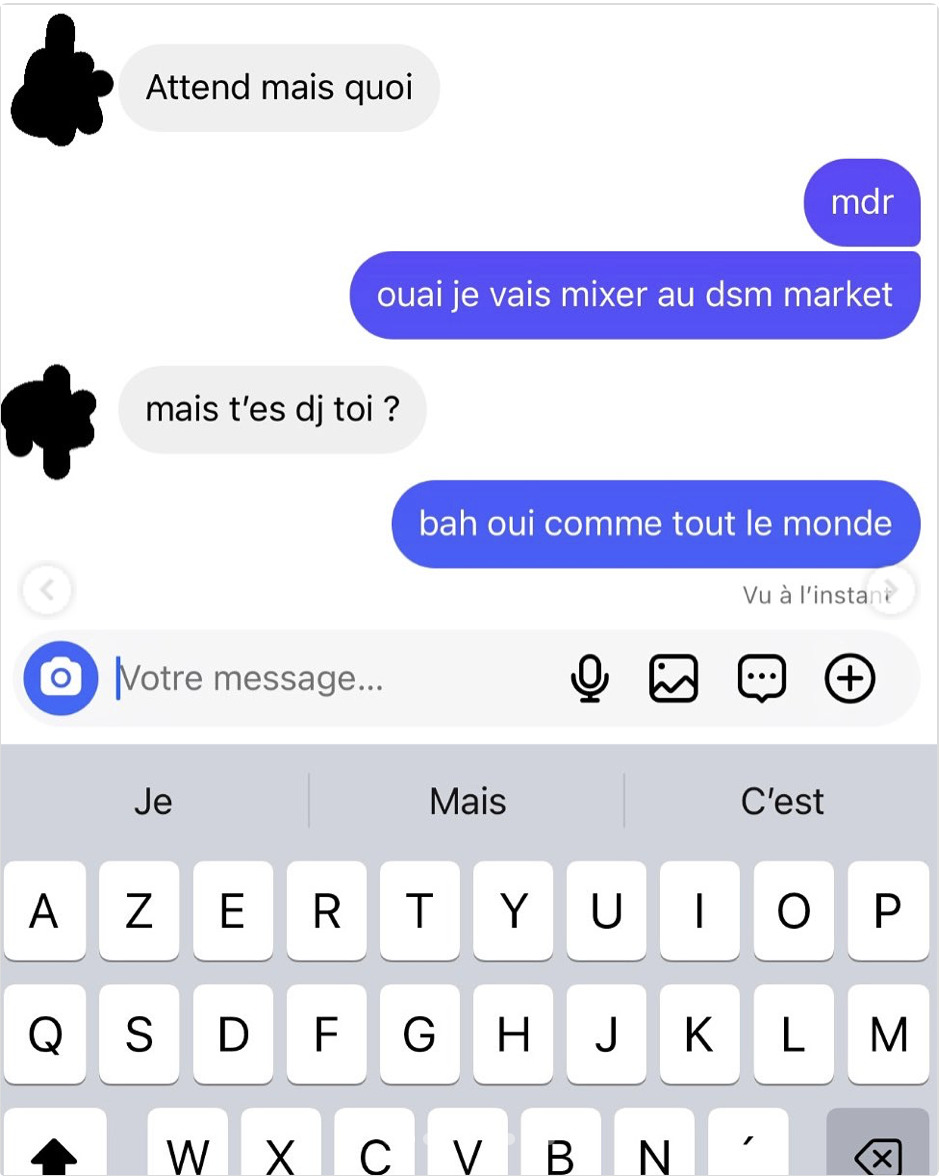 Attend mais quoi
mdr
ouai je vais mixer au dsm market
mais t’es dj toi ?
bah oui comme tout le monde
Vu à l’instant
Votre message...
Je Mais C’est
A Z E R T Y U I O P
Q S D F G H J K L M
W X C V B N ´